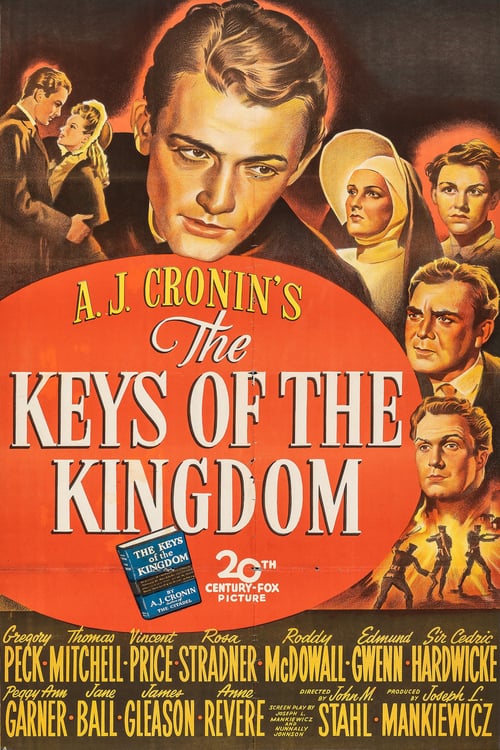 A. J. CRONIN'S
The
KEYS OF THE
KINGDOM
THE KEYS
of the
KINGDOM
BY
A. J. CRONIN
THE CITADEL
20TH
CENTURY-FOX
PICTURE
Gregory PECK · Thomas MITCHELL · Vincent PRICE · Rosa STRADNER · Roddy McDOWALL · Edmund GWENN · Sir Cedric HARDWICKE
Peggy Ann GARNER · Jane BALL · James GLEASON · Anne REVERE
SCREEN PLAY BY
JOSEPH L.
MANKIEWICZ and
NUNNALLY
JOHNSON
DIRECTED BY John M. STAHL · PRODUCED BY Joseph L. MANKIEWICZ